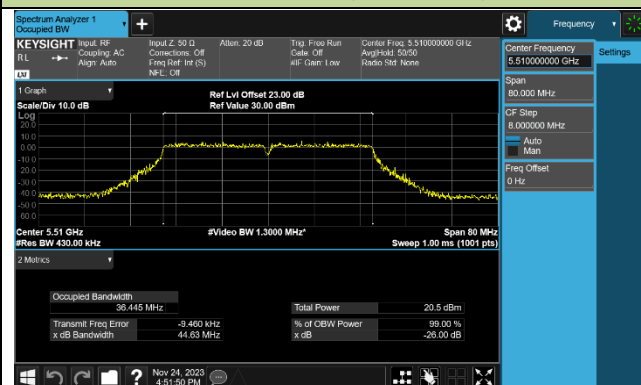 Spectrum Analyzer 1
Occupied BW
+
Frequency
KEYSIGHT
Input: RF
Input Z: 50 Ω
Atten: 20 dB
Trig: Free Run
Center Freq: 5.510000000 GHz
RL
Coupling: AC
Corrections: Off
Gate: Off
Avg|Hold: 50/50
Align: Auto
Freq Ref: Int (S)
#IF Gain: Low
Radio Std: None
NFE: Off
LXI
Center Frequency
5.510000000 GHz
Settings
Span
80.000 MHz
CF Step
8.000000 MHz
Auto
Man
Freq Offset
0 Hz
1 Graph
Ref Lvl Offset 23.00 dB
Scale/Div 10.0 dB
Ref Value 30.00 dBm
Log
20.0
10.0
0.00
-10.0
-20.0
-30.0
-40.0
-50.0
-60.0
Center 5.51 GHz
#Video BW 1.3000 MHz*
Span 80 MHz
#Res BW 430.00 kHz
Sweep 1.00 ms (1001 pts)
2 Metrics
Occupied Bandwidth
36.445 MHz
Total Power
20.5 dBm
Transmit Freq Error
-9.460 kHz
% of OBW Power
99.00 %
x dB Bandwidth
44.63 MHz
x dB
-26.00 dB
?
Nov 24, 2023
4:51:50 PM